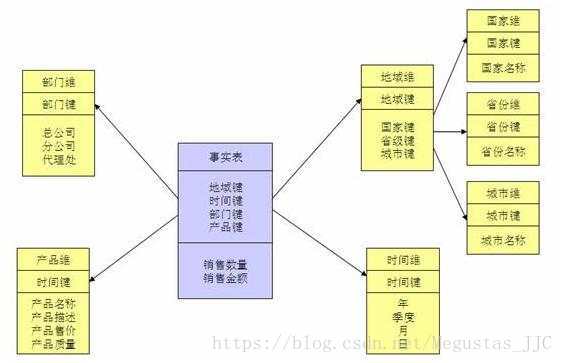 国家维
国家键
国家名称
部门维
部门键
总公司
分公司
代理处
地域维
地域键
国家键
省级键
城市键
省份维
省份键
省份名称
事实表
地域键
时间键
部门键
产品键
销售数量
销售金额
城市维
城市键
城市名称
产品维
时间键
产品名称
产品描述
产品售价
产品质量
时间维
时间键
年
季度
月
日
https://blog.csdn.net/Megustas_JJC